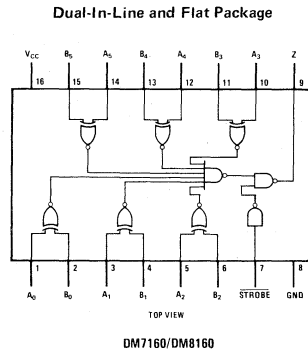 Dual-In-Line and Flat Package
V_CC B₅ A₅ B₄ A₄ B₃ A₃ Z
16 15 14 13 12 11 10 9
1 2 3 4 5 6 7 8
A₀ B₀ A₁ B₁ A₂ B₂ STROBE GND
TOP VIEW
DM7160/DM8160